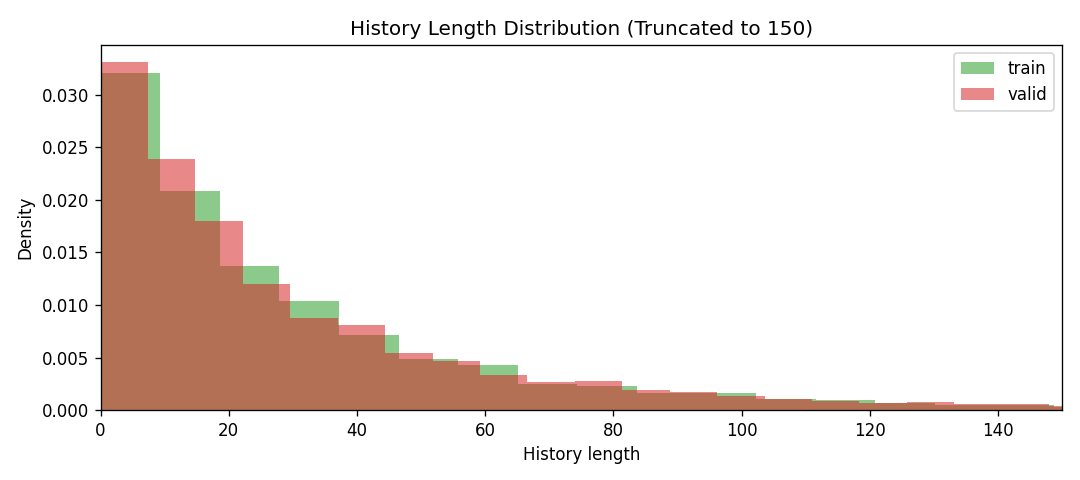 History Length Distribution (Truncated to 150)
train
valid
0.030
0.025
0.020
0.015
0.010
0.005
0.000
Density
0 20 40 60 80 100 120 140
History length